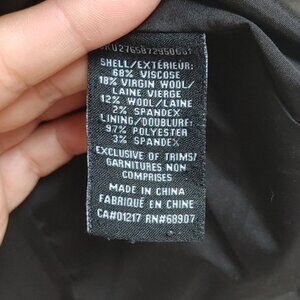 SHELL/EXTÉRIEUR:
68% VISCOSE
18% VIRGIN WOOL/
LAINE VIERGE
12% WOOL/LAINE
2% SPANDEX
LINING/DOUBLURE:
97% POLYESTER
3% SPANDEX
EXCLUSIVE OF TRIMS/
GARNITURES NON
COMPRISES
MADE IN CHINA
FABRIQUÉ EN CHINE
CA#01217 RN#68907